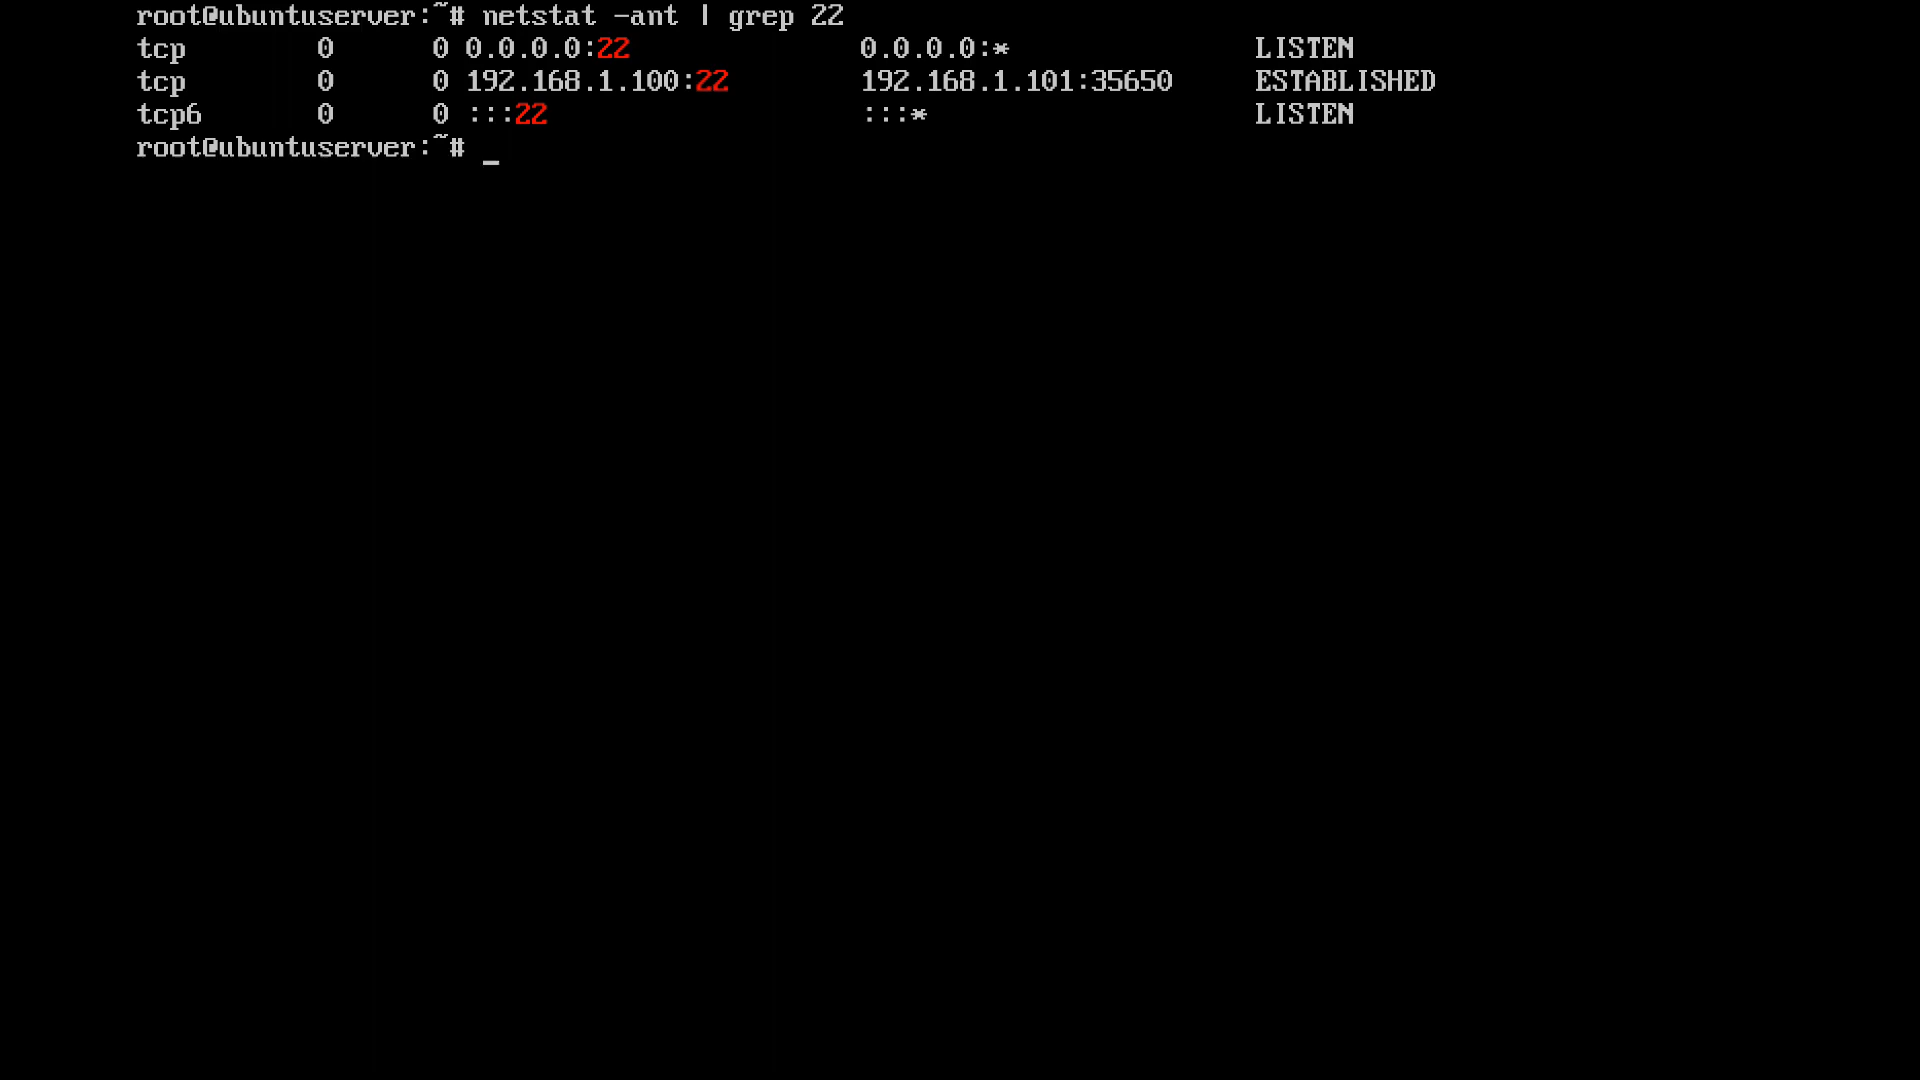 root@ubuntuserver:~# netstat -ant | grep 22
tcp        0      0 0.0.0.0:22              0.0.0.0:*               LISTEN
tcp        0      0 192.168.1.100:22        192.168.1.101:35650     ESTABLISHED
tcp6       0      0 :::22                   :::*                    LISTEN
root@ubuntuserver:~# _